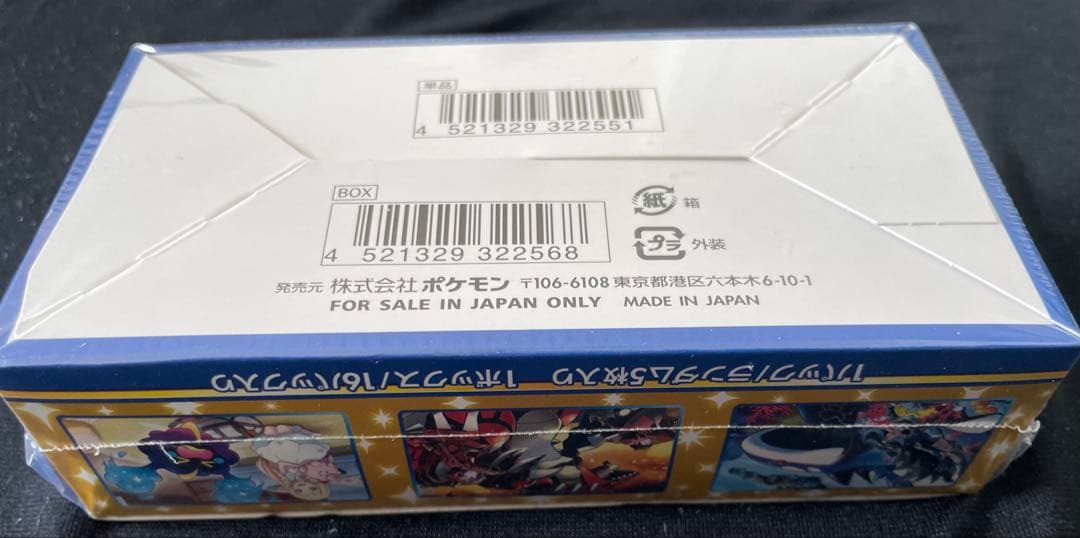 単品
4 521329 322551
BOX
4 521329 322568
紙 箱
プラ 外装
発売元 株式会社 ポケモン 〒106-6108 東京都港区六本木6-10-1
FOR SALE IN JAPAN ONLY MADE IN JAPAN
1パック/ランダム5枚入り 1ボックス/16パック入り